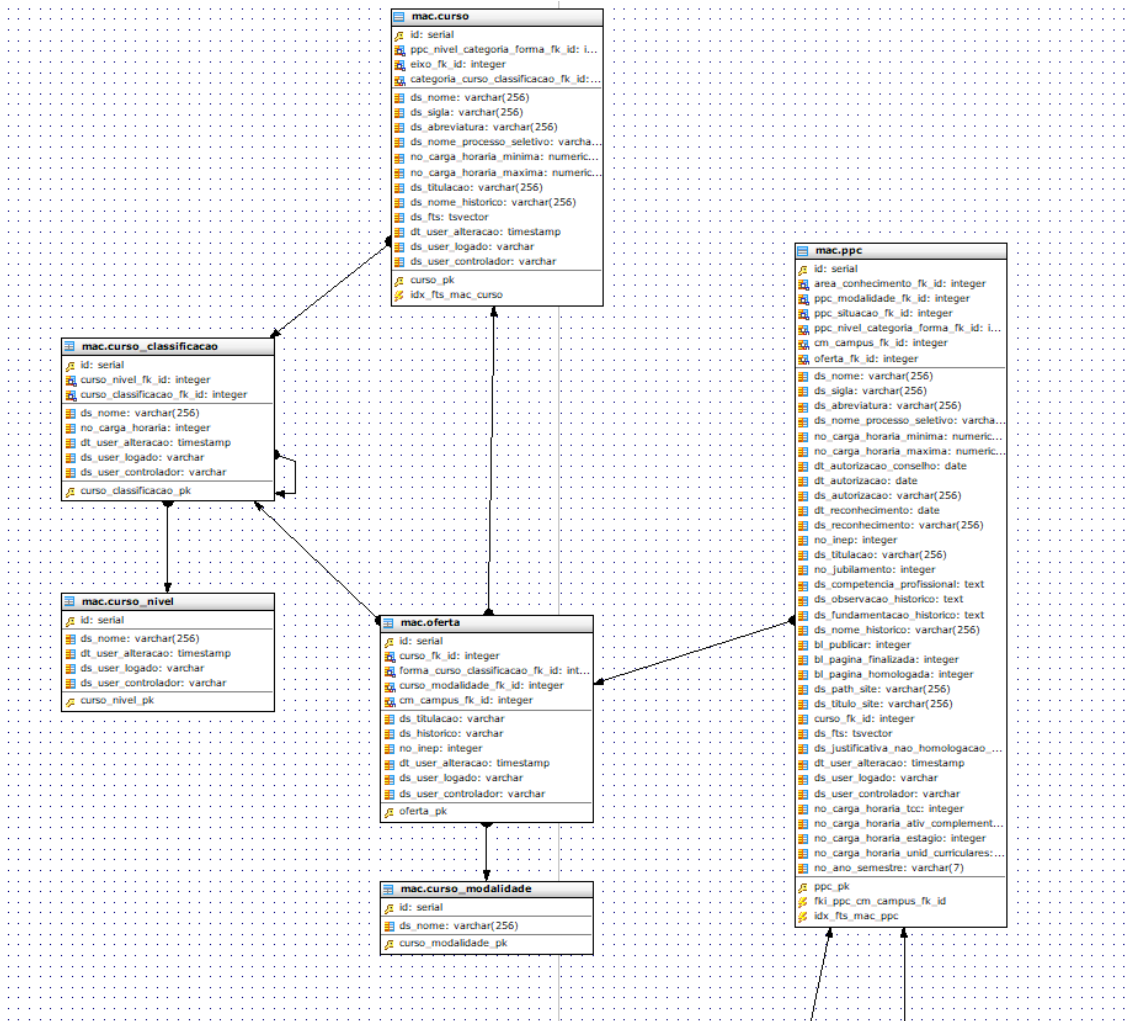 mac.curso
id: serial
ppc_nivel_categoria_forma_fk_id: i...
eixo_fk_id: integer
categoria_curso_classificacao_fk_id:...
ds_nome: varchar(256)
ds_sigla: varchar(256)
ds_abreviatura: varchar(256)
ds_nome_processo_seletivo: varcha...
no_carga_horaria_minima: numeric...
no_carga_horaria_maxima: numeric...
ds_titulacao: varchar(256)
ds_nome_historico: varchar(256)
ds_fts: tsvector
dt_user_alteracao: timestamp
ds_user_logado: varchar
ds_user_controlador: varchar
curso_pk
idx_fts_mac_curso
mac.curso_classificacao
id: serial
curso_nivel_fk_id: integer
curso_classificacao_fk_id: integer
ds_nome: varchar(256)
no_carga_horaria: integer
dt_user_alteracao: timestamp
ds_user_logado: varchar
ds_user_controlador: varchar
curso_classificacao_pk
mac.curso_nivel
id: serial
ds_nome: varchar(256)
dt_user_alteracao: timestamp
ds_user_logado: varchar
ds_user_controlador: varchar
curso_nivel_pk
mac.oferta
id: serial
curso_fk_id: integer
forma_curso_classificacao_fk_id: int...
curso_modalidade_fk_id: integer
cm_campus_fk_id: integer
ds_titulacao: varchar
ds_historico: varchar
no_inep: integer
dt_user_alteracao: timestamp
ds_user_logado: varchar
ds_user_controlador: varchar
oferta_pk
mac.curso_modalidade
id: serial
ds_nome: varchar(256)
curso_modalidade_pk
mac.ppc
id: serial
area_conhecimento_fk_id: integer
ppc_modalidade_fk_id: integer
ppc_situacao_fk_id: integer
ppc_nivel_categoria_forma_fk_id: i...
cm_campus_fk_id: integer
oferta_fk_id: integer
ds_nome: varchar(256)
ds_sigla: varchar(256)
ds_abreviatura: varchar(256)
ds_nome_processo_seletivo: varcha...
no_carga_horaria_minima: numeric...
no_carga_horaria_maxima: numeric...
dt_autorizacao_conselho: date
dt_autorizacao: date
ds_autorizacao: varchar(256)
dt_reconhecimento: date
ds_reconhecimento: varchar(256)
no_inep: integer
ds_titulacao: varchar(256)
no_jubilamento: integer
ds_competencia_profissional: text
ds_observacao_historico: text
ds_fundamentacao_historico: text
ds_nome_historico: varchar(256)
bl_publicar: integer
bl_pagina_finalizada: integer
bl_pagina_homologada: integer
ds_path_site: varchar(256)
ds_titulo_site: varchar(256)
curso_fk_id: integer
ds_fts: tsvector
ds_justificativa_nao_homologacao_...
dt_user_alteracao: timestamp
ds_user_logado: varchar
ds_user_controlador: varchar
no_carga_horaria_tcc: integer
no_carga_horaria_ativ_complement...
no_carga_horaria_estagio: integer
no_carga_horaria_unid_curriculares:...
no_ano_semestre: varchar(7)
ppc_pk
fki_ppc_cm_campus_fk_id
idx_fts_mac_ppc